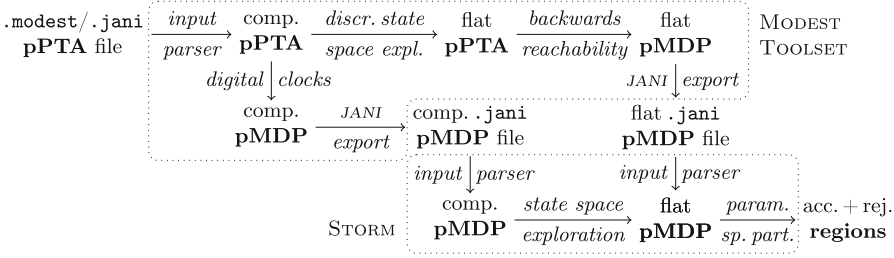 .modest/.jani
pPTA file
input
parser
comp.
pPTA
discr. state
space expl.
flat
pPTA
backwards
reachability
flat
pMDP
MODEST
TOOLSET
digital clocks
JANI export
comp.
pMDP
JANI
export
comp. .jani
pMDP file
flat .jani
pMDP file
input parser
input parser
STORM
comp.
pMDP
state space
exploration
flat
pMDP
param.
sp. part.
acc. + rej.
regions